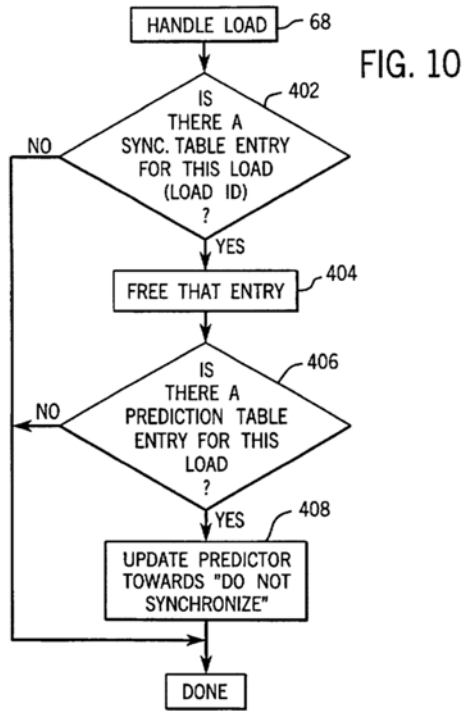 HANDLE LOAD
68
FIG. 10
402
IS
THERE A
SYNC. TABLE ENTRY
FOR THIS LOAD
(LOAD ID)
?
NO
YES
FREE THAT ENTRY
404
406
IS
THERE A
PREDICTION TABLE
ENTRY FOR THIS
LOAD
?
NO
YES
408
UPDATE PREDICTOR
TOWARDS "DO NOT
SYNCHRONIZE"
DONE